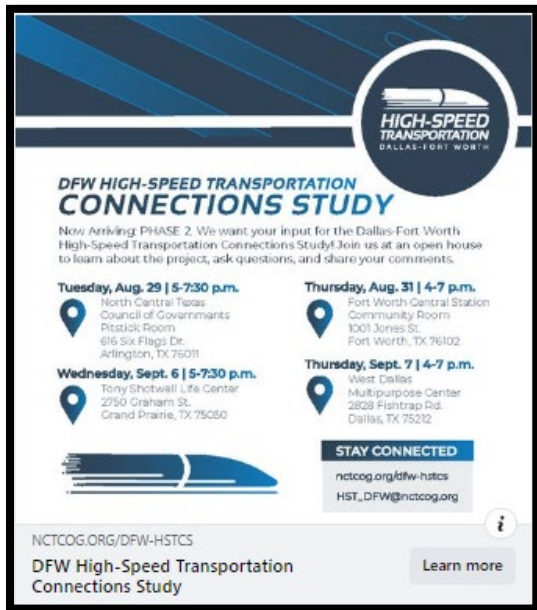 HIGH-SPEED
TRANSPORTATION
DALLAS-FORT WORTH
DFW HIGH-SPEED TRANSPORTATION
CONNECTIONS STUDY
Now Arriving: PHASE 2. We want your input for the Dallas-Fort Worth
High-Speed Transportation Connections Study! Join us at an open house
to learn about the project, ask questions, and share your comments.
Tuesday, Aug. 29 | 5-7:30 p.m.
North Central Texas
Council of Governments
Pitstick Room
616 Six Flags Dr.
Arlington, TX 76011
Thursday, Aug. 31 | 4-7 p.m.
Fort Worth Central Station
Community Room
1001 Jones St.
Fort Worth, TX 76102
Wednesday, Sept. 6 | 5-7:30 p.m.
Tony Shotwell Life Center
2750 Graham St.
Grand Prairie, TX 75050
Thursday, Sept. 7 | 4-7 p.m.
West Dallas
Multipurpose Center
2828 Fishtrap Rd.
Dallas, TX 75212
STAY CONNECTED
nctcog.org/dfw-hstcs
HST_DFW@nctcog.org
i
NCTCOG.ORG/DFW-HSTCS
DFW High-Speed Transportation
Connections Study
Learn more